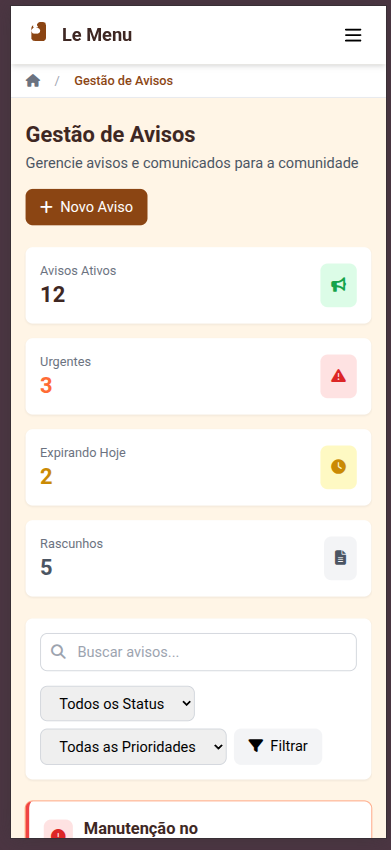 Le Menu
/ Gestão de Avisos
Gestão de Avisos
Gerencie avisos e comunicados para a comunidade
+ Novo Aviso
Avisos Ativos
12
Urgentes
3
Expirando Hoje
2
Rascunhos
5
Buscar avisos...
Todos os Status
Todas as Prioridades
Filtrar
Manutenção no